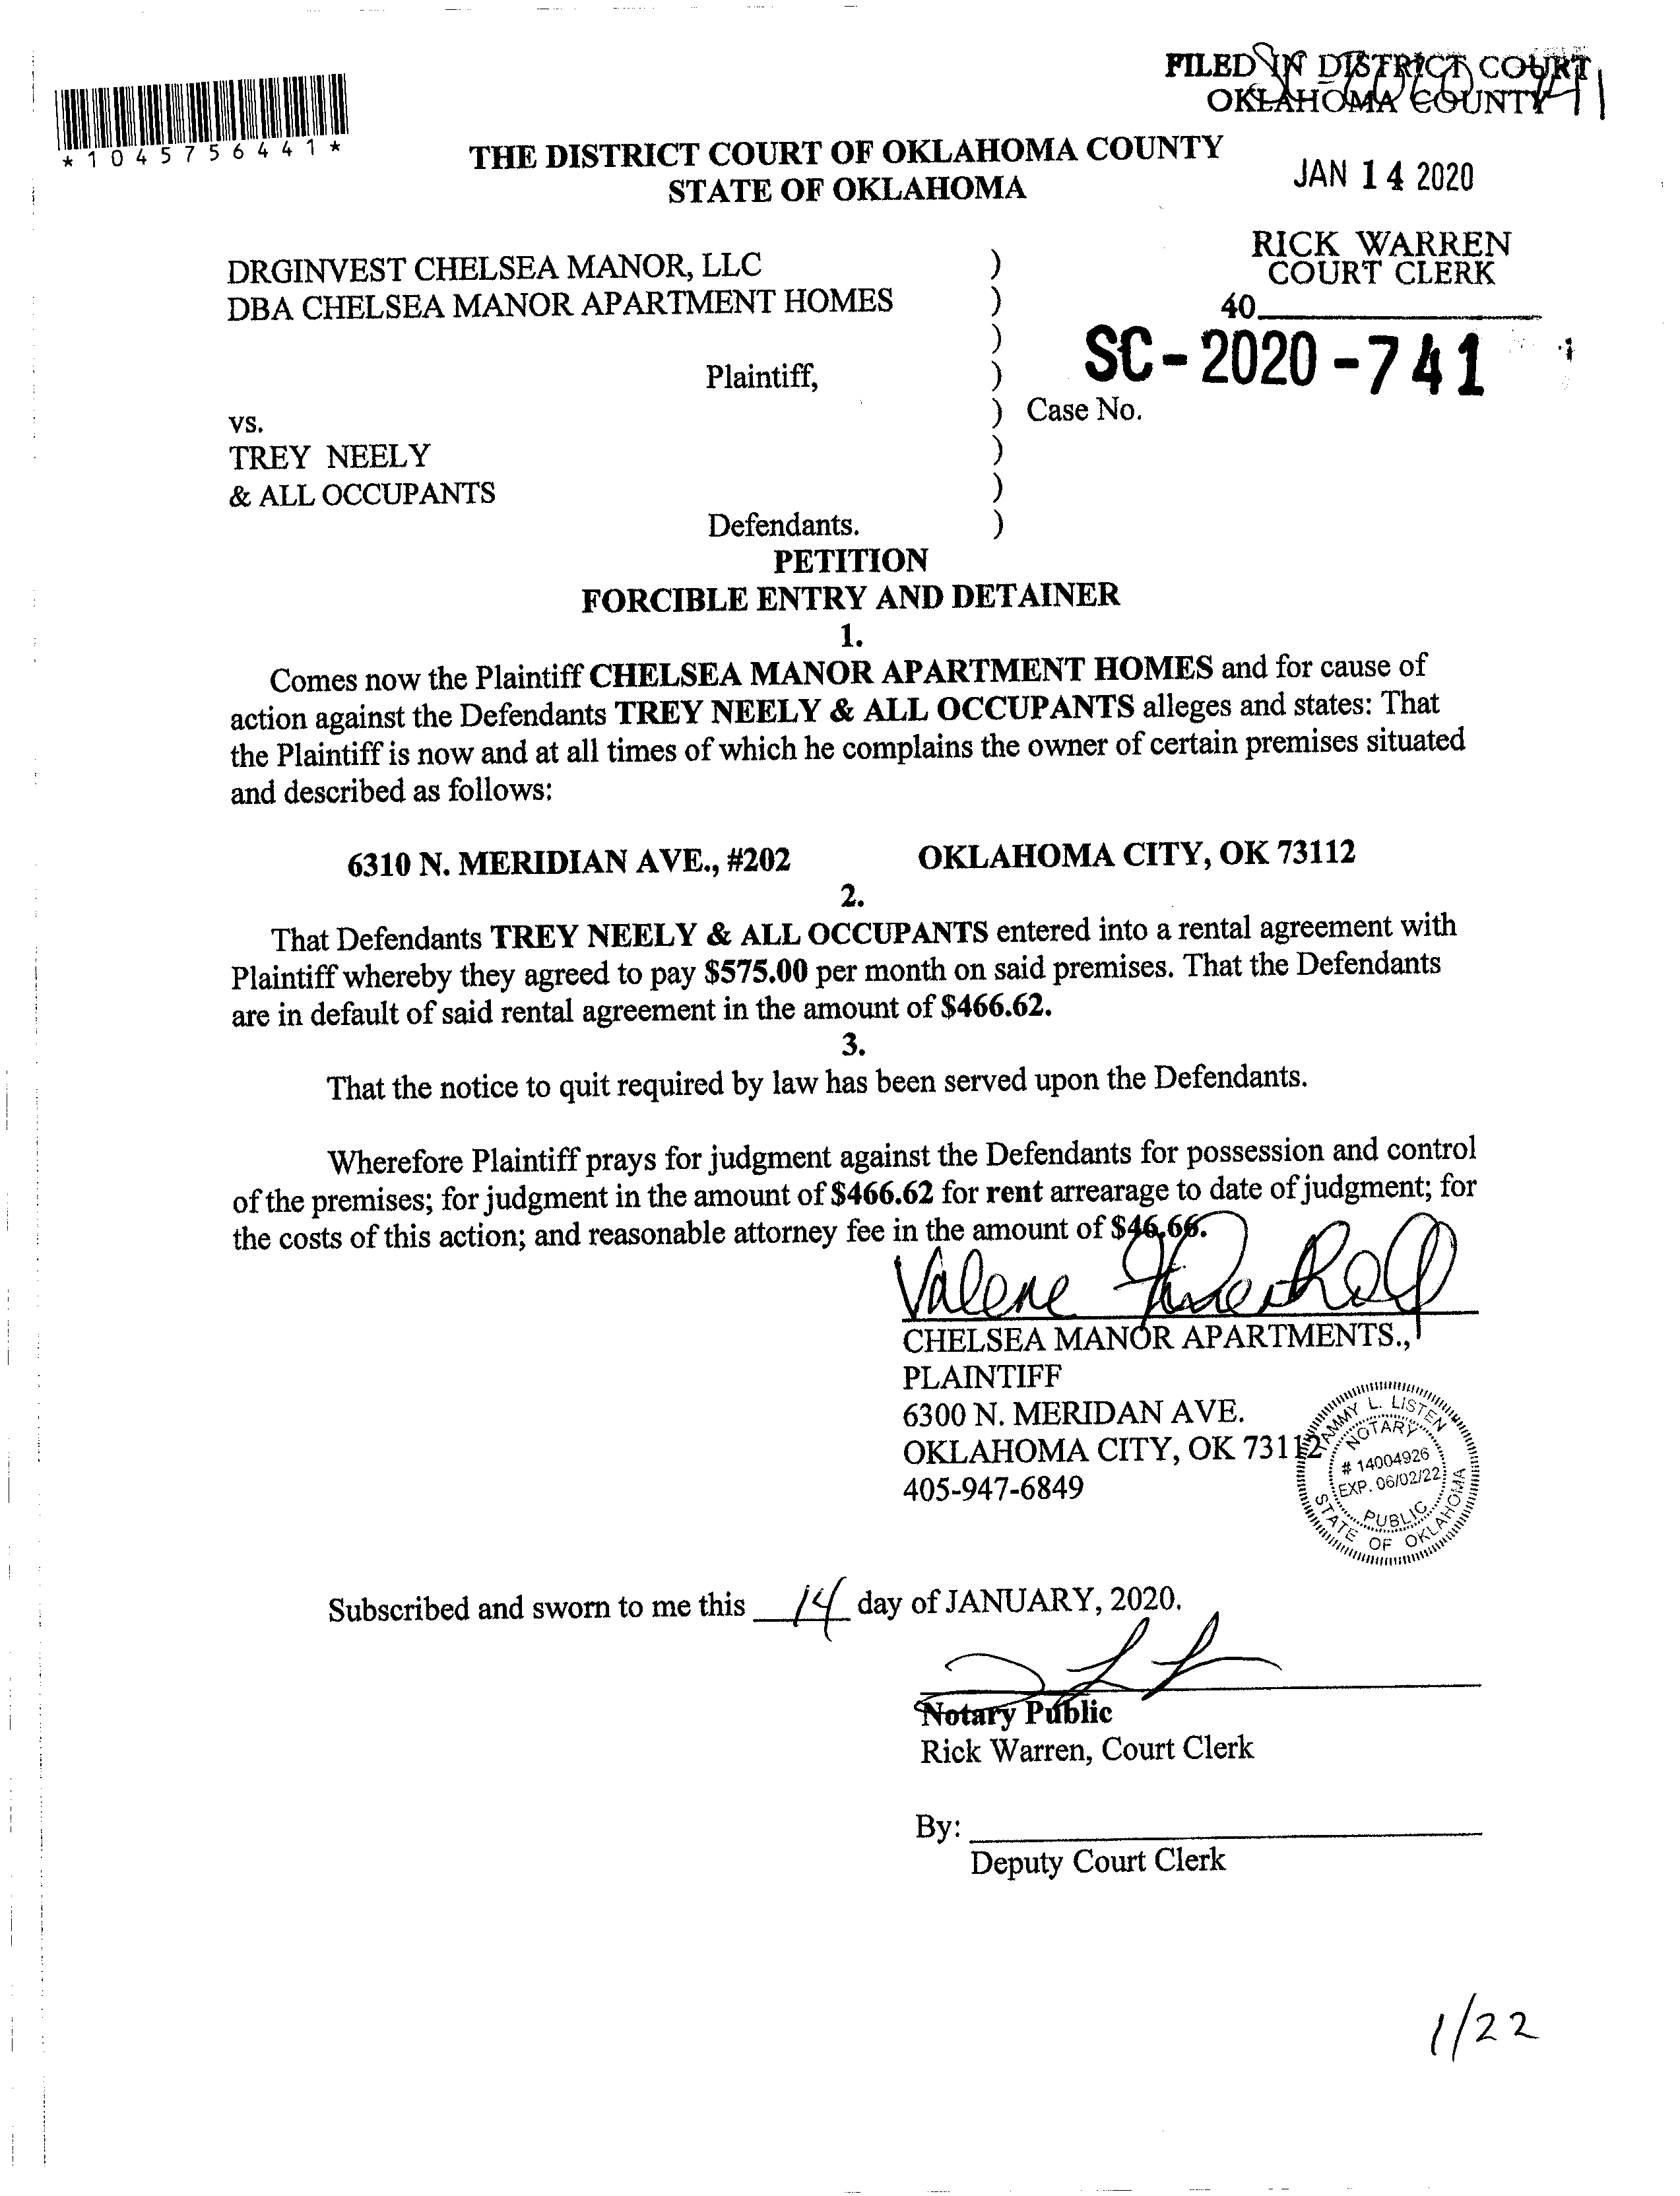 FILED IN DISTRICT COURT
OKLAHOMA COUNTY
*1045756441*
THE DISTRICT COURT OF OKLAHOMA COUNTY
STATE OF OKLAHOMA
JAN 14 2020
RICK WARREN
COURT CLERK
40
DRGINVEST CHELSEA MANOR, LLC )
DBA CHELSEA MANOR APARTMENT HOMES )
)
SC-2020-741
Plaintiff, )
vs. ) Case No.
TREY NEELY )
& ALL OCCUPANTS )
Defendants. )
PETITION
FORCIBLE ENTRY AND DETAINER
1.
Comes now the Plaintiff CHELSEA MANOR APARTMENT HOMES and for cause of
action against the Defendants TREY NEELY & ALL OCCUPANTS alleges and states: That
the Plaintiff is now and at all times of which he complains the owner of certain premises situated
and described as follows:
6310 N. MERIDIAN AVE., #202 OKLAHOMA CITY, OK 73112
2.
That Defendants TREY NEELY & ALL OCCUPANTS entered into a rental agreement with
Plaintiff whereby they agreed to pay $575.00 per month on said premises. That the Defendants
are in default of said rental agreement in the amount of $466.62.
3.
That the notice to quit required by law has been served upon the Defendants.
Wherefore Plaintiff prays for judgment against the Defendants for possession and control
of the premises; for judgment in the amount of $466.62 for rent arrearage to date of judgment; for
the costs of this action; and reasonable attorney fee in the amount of $46.66.
CHELSEA MANOR APARTMENTS.,
PLAINTIFF
6300 N. MERIDAN AVE.
OKLAHOMA CITY, OK 73112
405-947-6849
TAMMY L. LISTEN
NOTARY
# 14004926
EXP. 06/02/22
PUBLIC
STATE OF OKLAHOMA
Subscribed and sworn to me this 14 day of JANUARY, 2020.
Notary Public
Rick Warren, Court Clerk
By:
Deputy Court Clerk
1/22